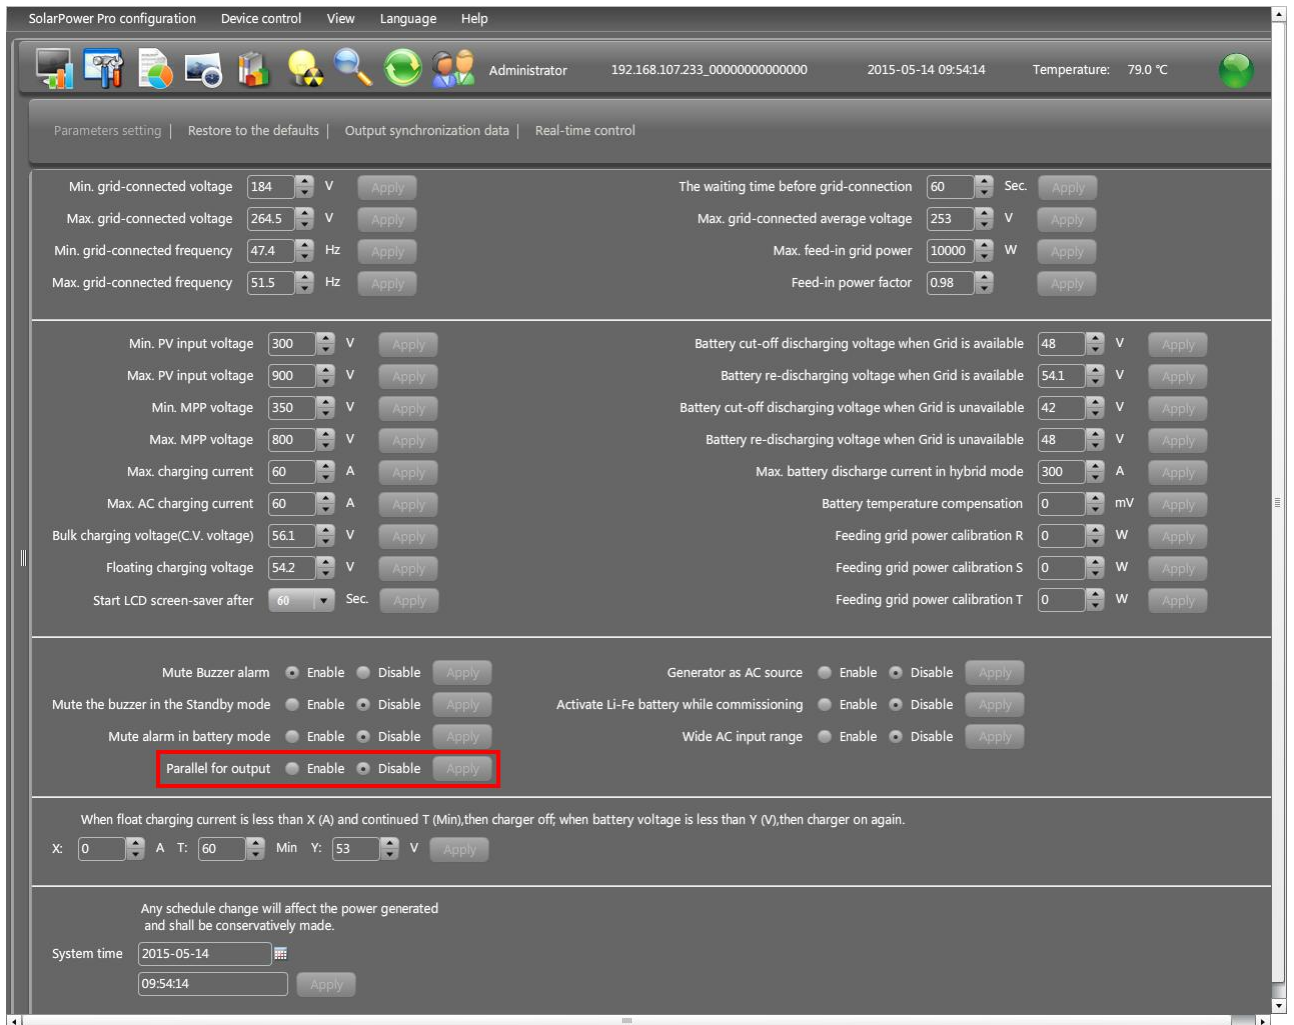 SolarPower Pro configuration Device control View Language Help
Administrator 192.168.107.233_00000000000000 2015-05-14 09:54:14 Temperature: 79.0 ℃
Parameters setting | Restore to the defaults | Output synchronization data | Real-time control
Min. grid-connected voltage 184 V Apply The waiting time before grid-connection 60 Sec. Apply
Max. grid-connected voltage 264.5 V Apply Max. grid-connected average voltage 253 V Apply
Min. grid-connected frequency 47.4 Hz Apply Max. feed-in grid power 10000 W Apply
Max. grid-connected frequency 51.5 Hz Apply Feed-in power factor 0.98 Apply
Min. PV input voltage 300 V Apply Battery cut-off discharging voltage when Grid is available 48 V Apply
Max. PV input voltage 900 V Apply Battery re-discharging voltage when Grid is available 54.1 V Apply
Min. MPP voltage 350 V Apply Battery cut-off discharging voltage when Grid is unavailable 42 V Apply
Max. MPP voltage 800 V Apply Battery re-discharging voltage when Grid is unavailable 48 V Apply
Max. charging current 60 A Apply Max. battery discharge current in hybrid mode 300 A Apply
Max. AC charging current 60 A Apply Battery temperature compensation 0 mV Apply
Bulk charging voltage(C.V. voltage) 56.1 V Apply Feeding grid power calibration R 0 W Apply
Floating charging voltage 54.2 V Apply Feeding grid power calibration S 0 W Apply
Start LCD screen-saver after 60 Sec. Apply Feeding grid power calibration T 0 W Apply
Mute Buzzer alarm Enable Disable Apply Generator as AC source Enable Disable Apply
Mute the buzzer in the Standby mode Enable Disable Apply Activate Li-Fe battery while commissioning Enable Disable Apply
Mute alarm in battery mode Enable Disable Apply Wide AC input range Enable Disable Apply
Parallel for output Enable Disable Apply
When float charging current is less than X (A) and continued T (Min),then charger off; when battery voltage is less than Y (V),then charger on again.
X: 0 A T: 60 Min Y: 53 V Apply
Any schedule change will affect the power generated
and shall be conservatively made.
System time 2015-05-14
09:54:14 Apply